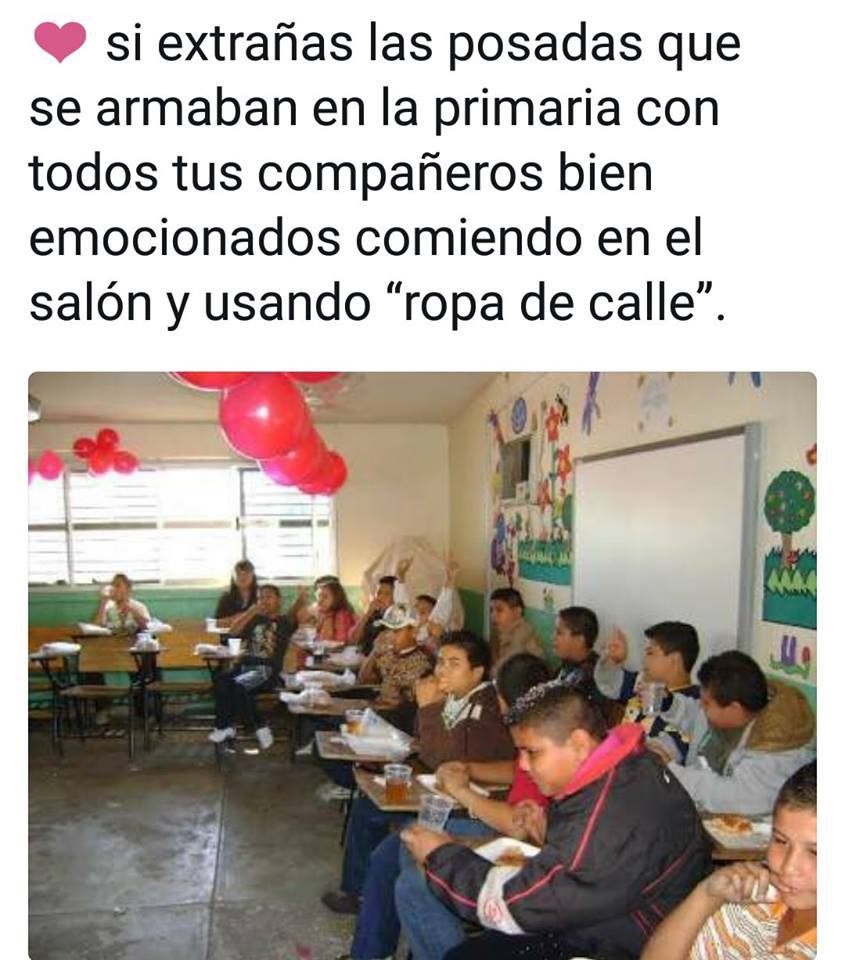 ❤ si extrañas las posadas que
se armaban en la primaria con
todos tus compañeros bien
emocionados comiendo en el
salón y usando “ropa de calle”.